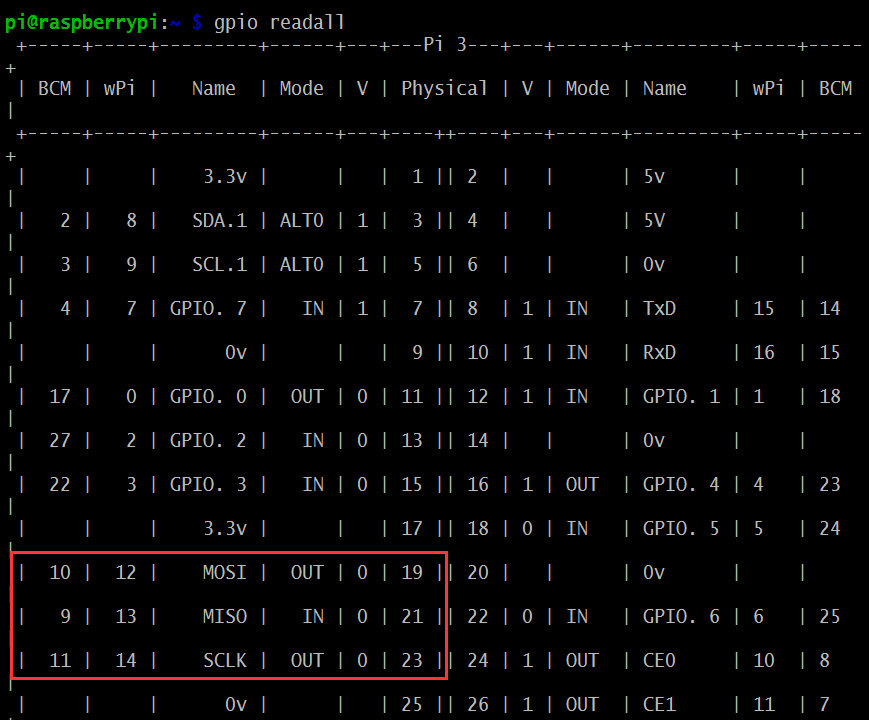 pi@raspberrypi:~ $ gpio readall
 +-----+-----+---------+------+---+---Pi 3---+---+------+---------+-----+-----
+
 | BCM | wPi |   Name  | Mode | V | Physical | V | Mode | Name    | wPi | BCM
|
 +-----+-----+---------+------+---+----++----+---+------+---------+-----+-----
+
 |     |     |    3.3v |      |   |  1 || 2  |   |      | 5v      |     |
|
 |   2 |   8 |   SDA.1 | ALT0 | 1 |  3 || 4  |   |      | 5V      |     |
|
 |   3 |   9 |   SCL.1 | ALT0 | 1 |  5 || 6  |   |      | 0v      |     |
|
 |   4 |   7 | GPIO. 7 |   IN | 1 |  7 || 8  | 1 | IN   | TxD     | 15  | 14
|
 |     |     |      0v |      |   |  9 || 10 | 1 | IN   | RxD     | 16  | 15
|
 |  17 |   0 | GPIO. 0 |  OUT | 0 | 11 || 12 | 1 | IN   | GPIO. 1 | 1   | 18
|
 |  27 |   2 | GPIO. 2 |   IN | 0 | 13 || 14 |   |      | 0v      |     |
|
 |  22 |   3 | GPIO. 3 |   IN | 0 | 15 || 16 | 1 | OUT  | GPIO. 4 | 4   | 23
|
 |     |     |    3.3v |      |   | 17 || 18 | 0 | IN   | GPIO. 5 | 5   | 24
|
 |  10 |  12 |    MOSI |  OUT | 0 | 19 || 20 |   |      | 0v      |     |
|
 |   9 |  13 |    MISO |   IN | 0 | 21 || 22 | 0 | IN   | GPIO. 6 | 6   | 25
|
 |  11 |  14 |    SCLK |  OUT | 0 | 23 || 24 | 1 | OUT  | CE0     | 10  | 8
|
 |     |     |      0v |      |   | 25 || 26 | 1 | OUT  | CE1     | 11  | 7